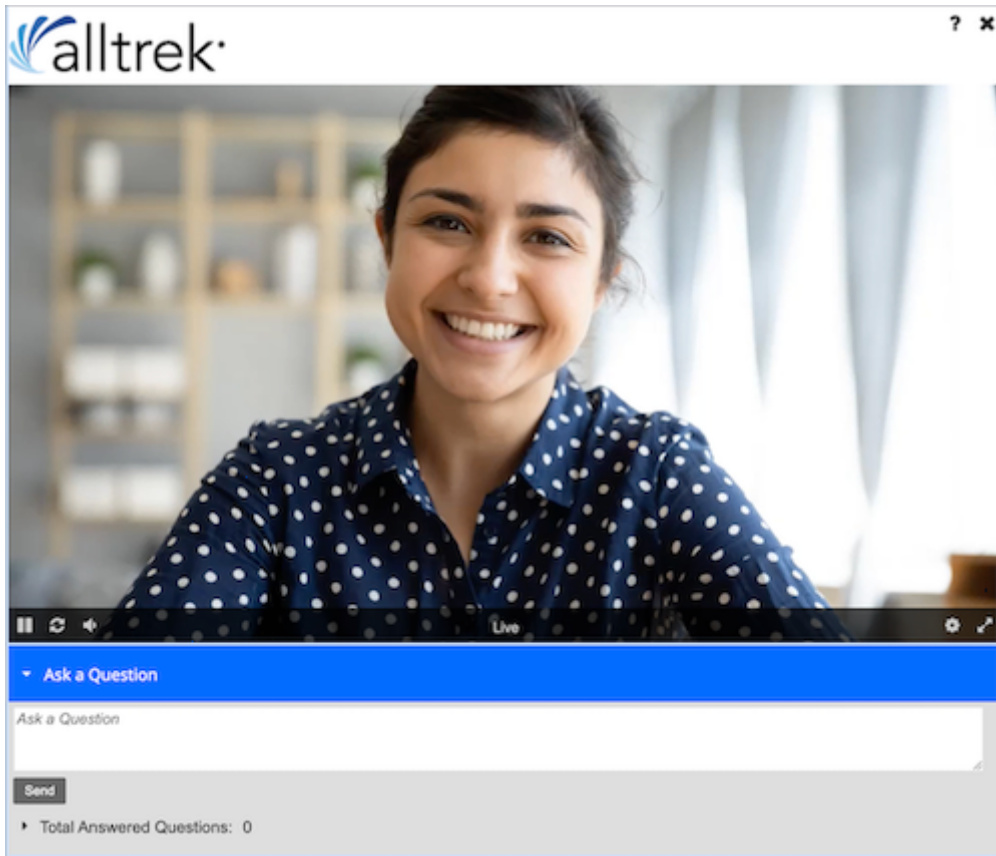 alltrek
? ✖
Live
Ask a Question
Ask a Question
Send
Total Answered Questions: 0